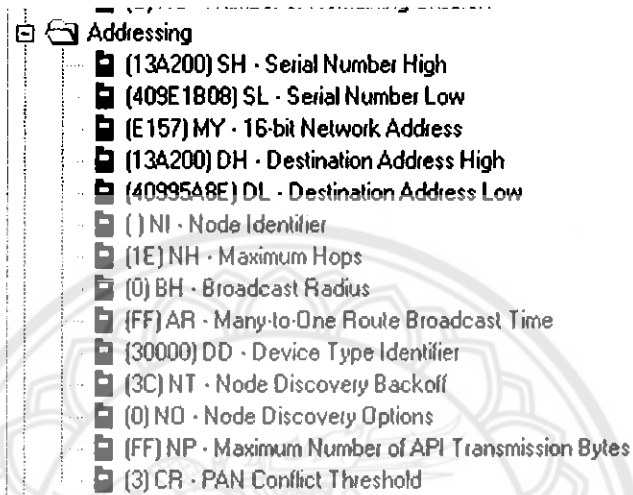 Addressing
(13A200) SH - Serial Number High
(409E1B08) SL - Serial Number Low
(E157) MY - 16-bit Network Address
(13A200) DH - Destination Address High
(40995A8E) DL - Destination Address Low
( ) NI - Node Identifier
(1E) NH - Maximum Hops
(0) BH - Broadcast Radius
(FF) AR - Many-to-One Route Broadcast Time
(30000) DD - Device Type Identifier
(3C) NT - Node Discovery Backoff
(0) NO - Node Discovery Options
(FF) NP - Maximum Number of API Transmission Bytes
(3) CR - PAN Conflict Threshold